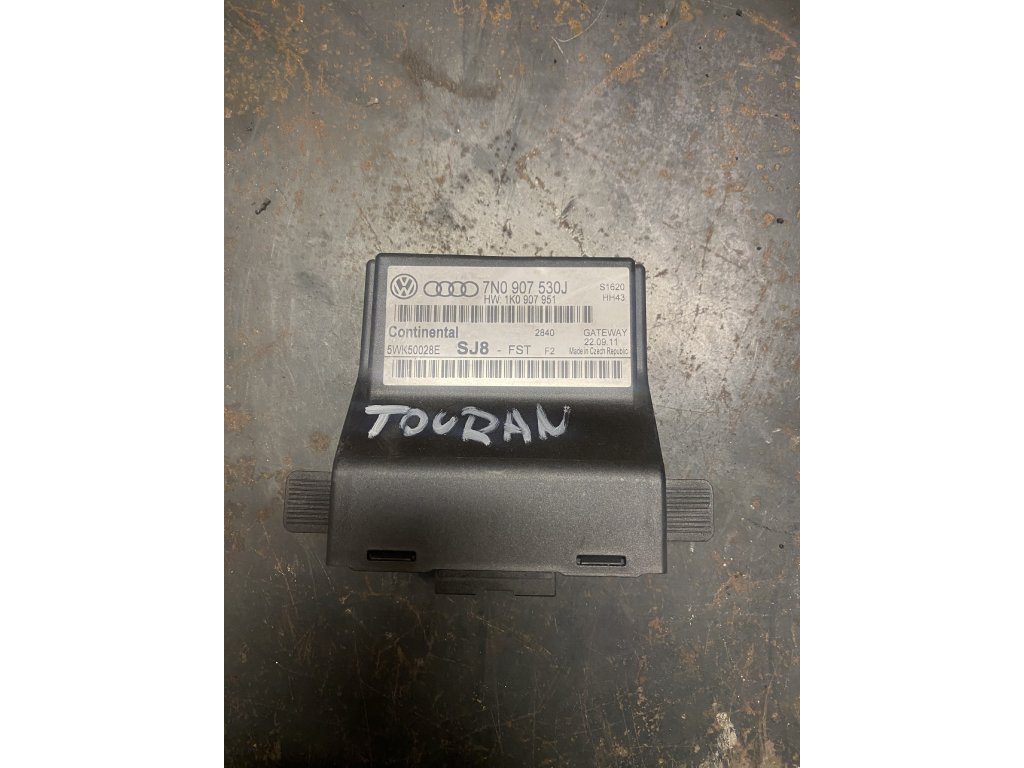 7N0 907 530J S1620
HW: 1K0 907 951 HH43
Continental 2840 GATEWAY
22.09.11
5WK50028E SJ8 - FST F2 Made in Czech Republic
TOURAN